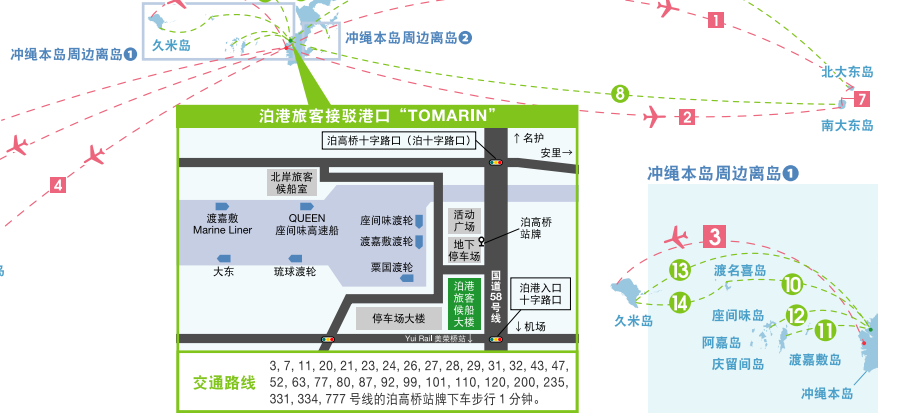 久米岛
冲绳本岛周边离岛❶
冲绳本岛周边离岛❷
1
8
2
4
北大东岛
7
南大东岛
泊港旅客接驳港口“TOMARIN”
泊高桥十字路口（泊十字路口）
↑名护
安里→
北岸旅客
候船室
渡嘉敷
Marine Liner
QUEEN
座间味高速船
座间味渡轮
渡嘉敷渡轮
粟国渡轮
大东
琉球渡轮
活动
广场
地下
停车场
泊高桥
站牌
国道58号线
泊港
旅客
候船
大楼
泊港入口
十字路口
停车场大楼
↓机场
Yui Rail 美荣桥站↓
交通路线
3, 7, 11, 20, 21, 23, 24, 26, 27, 28, 29, 31, 32, 43, 47,
52, 63, 77, 80, 87, 92, 99, 101, 110, 120, 200, 235,
331, 334, 777 号线的泊高桥站牌下车步行 1 分钟。
冲绳本岛周边离岛❶
3
13
渡名喜岛
10
14
久米岛
座间味岛
12
11
阿嘉岛
庆留间岛
渡嘉敷岛
冲绳本岛